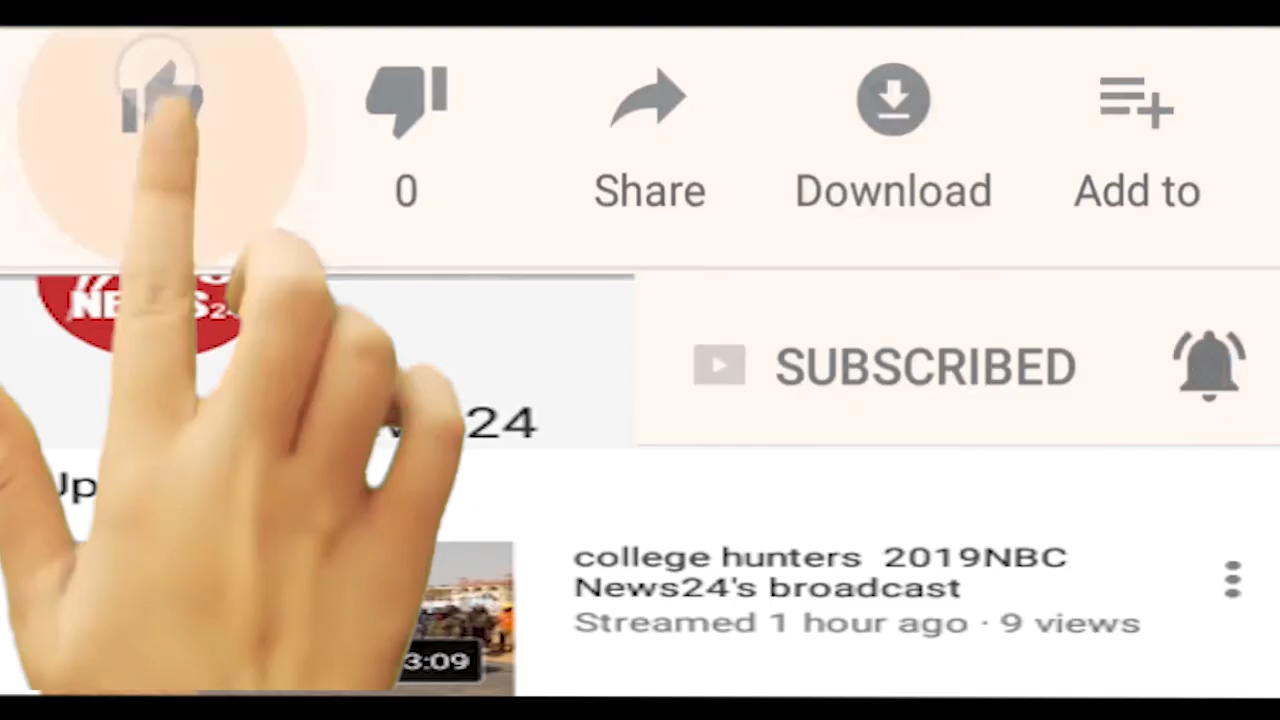 0
Share
Download
Add to
SUBSCRIBED
24
Up
college hunters 2019NBC
News24's broadcast
Streamed 1 hour ago · 9 views
3:09